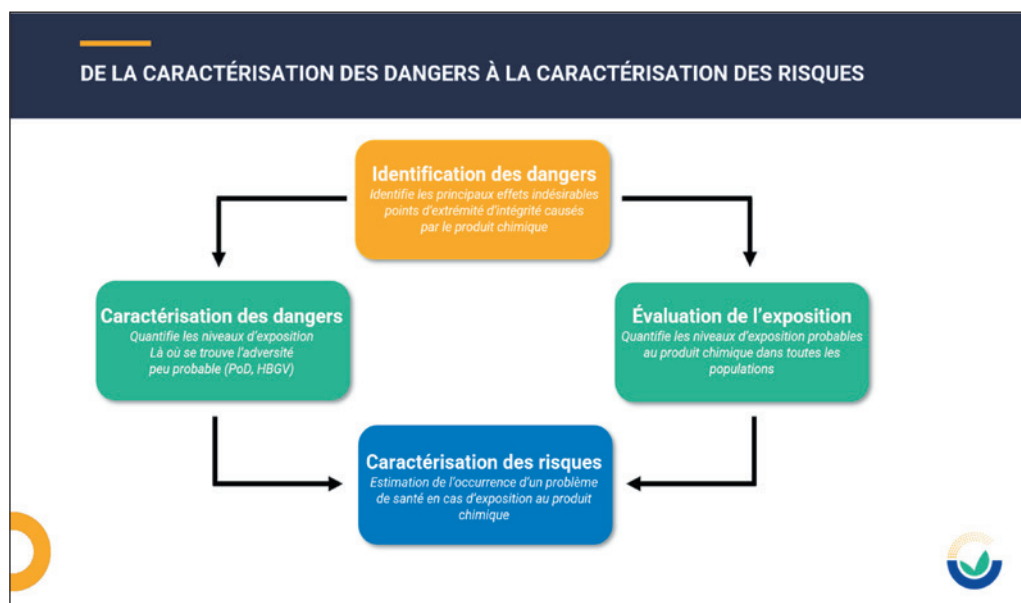 DE LA CARACTÉRISATION DES DANGERS À LA CARACTÉRISATION DES RISQUES
Identification des dangers
Identifie les principaux effets indésirables
points d'extrémité d'intégrité causés
par le produit chimique
Caractérisation des dangers
Quantifie les niveaux d'exposition
Là où se trouve l'adversité
peu probable (PoD, HBGV)
Évaluation de l'exposition
Quantifie les niveaux d'exposition probables
au produit chimique dans toutes les
populations
Caractérisation des risques
Estimation de l'occurrence d'un problème
de santé en cas d'exposition au produit
chimique